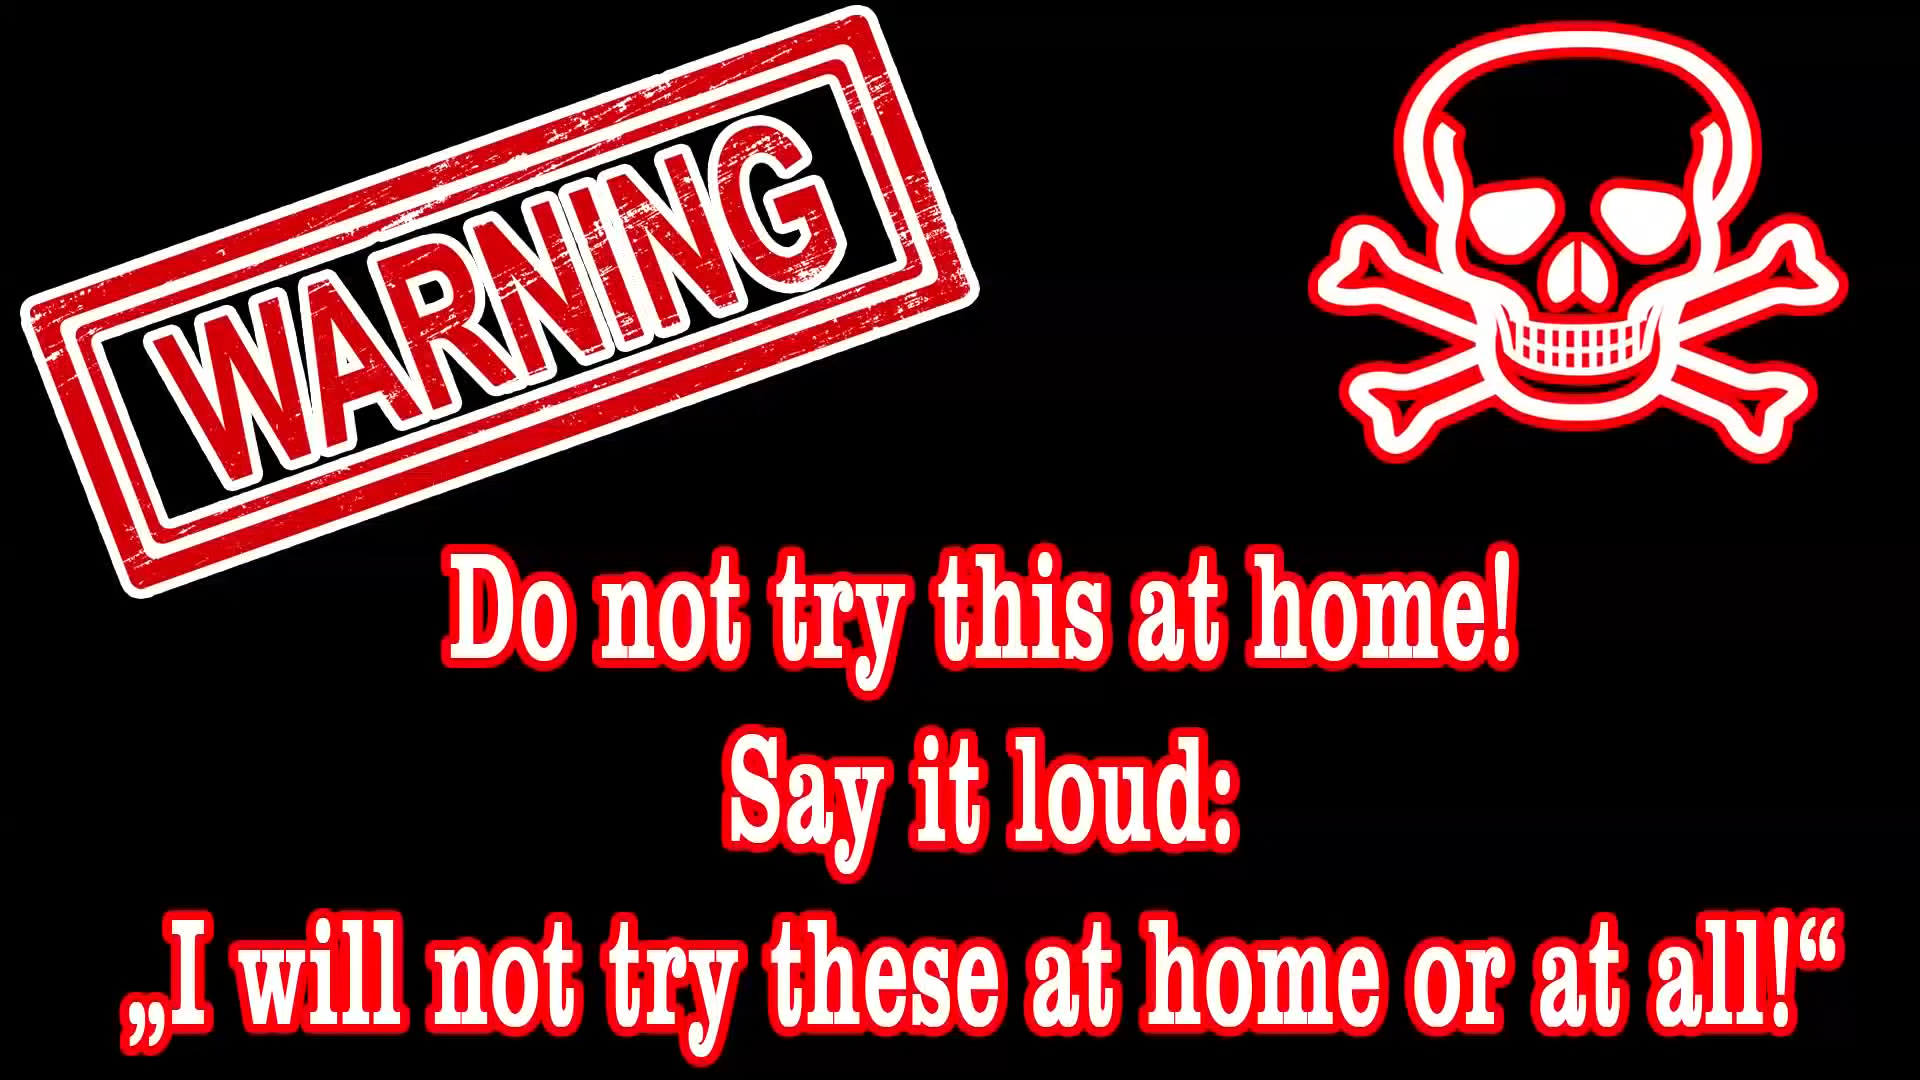 WARNING
Do not try this at home!
Say it loud:
„I will not try these at home or at all!“